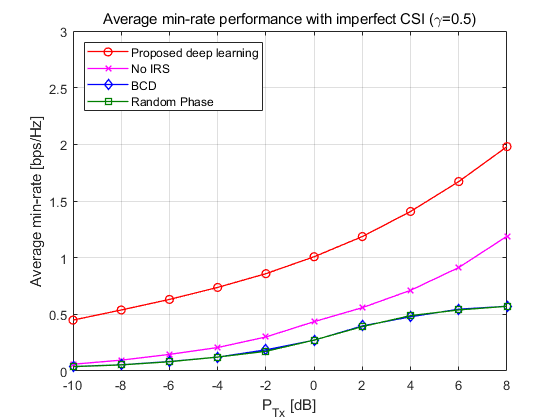 Average min-rate performance with imperfect CSI (γ=0.5)
3
2.5
2
1.5
1
0.5
0
Average min-rate [bps/Hz]
Proposed deep learning
No IRS
BCD
Random Phase
-10 -8 -6 -4 -2 0 2 4 6 8
P_Tx [dB]